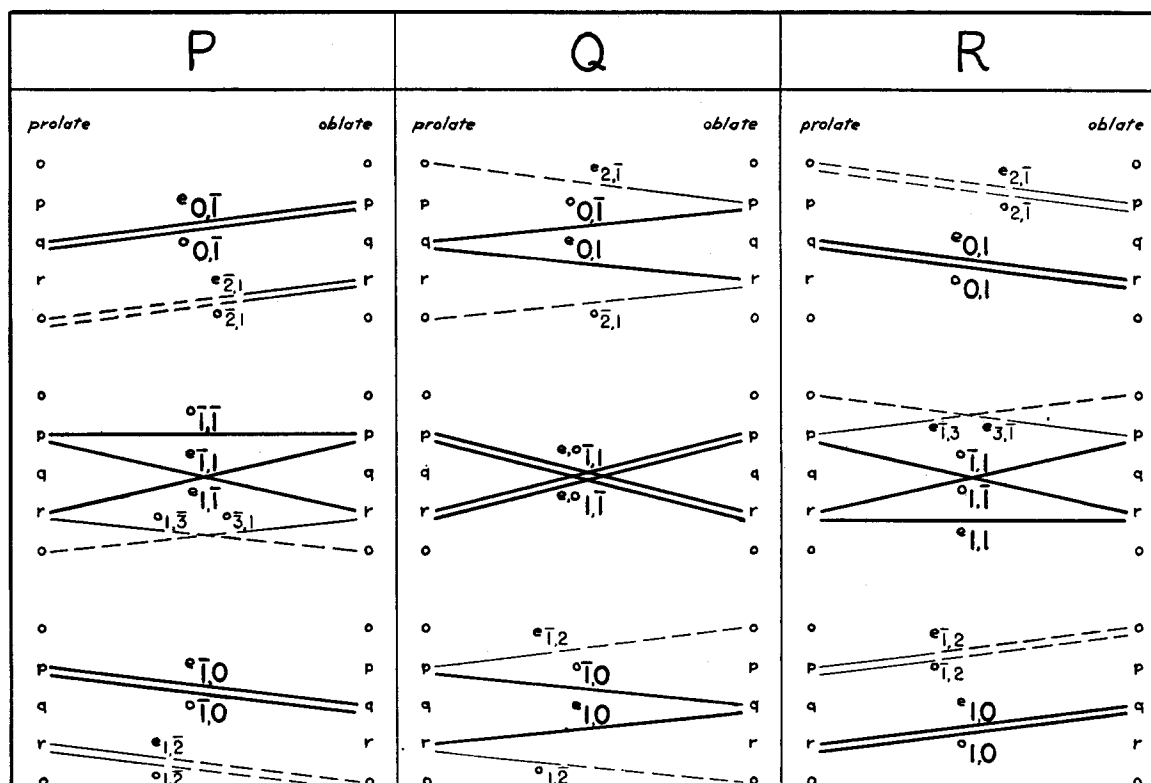 P Q R
prolate oblate prolate oblate prolate oblate
o o o o o o
e2,1̄ e2,1̄
p e0,1̄ p p o0,1̄ p p o2,1̄ p
q o0,1̄ q q e0,1 q q e0,1 q
r e2̄,1 r r r r o0,1 r
o o2̄,1 o o o2̄,1 o o o
o o o o o o
p o1̄,1̄ p p e,o1̄,1 p p e1̄,3 e3,1̄ p
q e1̄,1 q q q q o1̄,1 q
e1,1̄ e,o1,1̄ o1,1̄
r o1,3̄ o3̄,1 r r r r r
o o o o o e1,1 o
o o o e1̄,2 o o e1̄,2 o
p e1̄,0 p p o1̄,0 p p o1̄,2 p
q o1̄,0 q q e1,0 q q e1,0 q
r e1,2̄ r r r r o1,0 r
o o1,2̄ o o o1,2̄ o o o